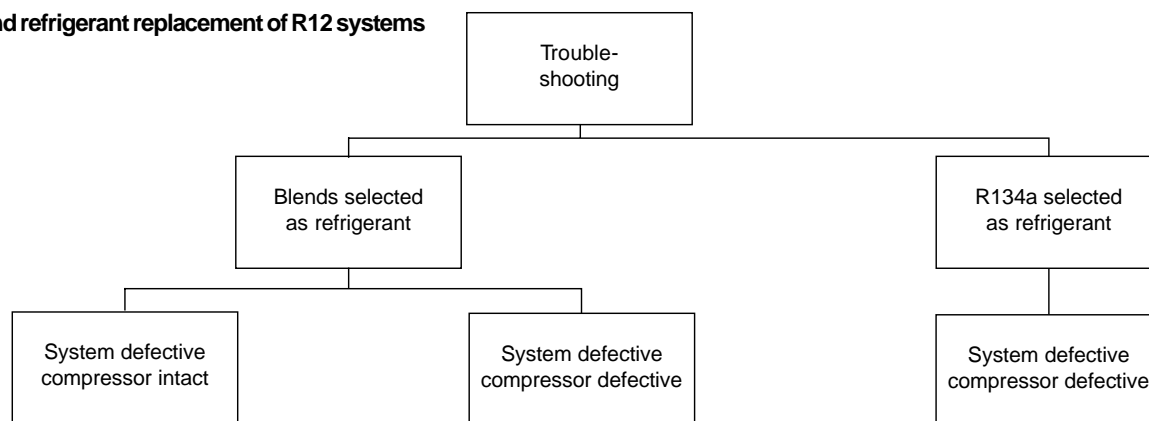 refrigerant replacement of R12 systems
Trouble-
shooting
Blends selected
as refrigerant
R134a selected
as refrigerant
System defective
compressor intact
System defective
compressor defective
System defective
compressor defective